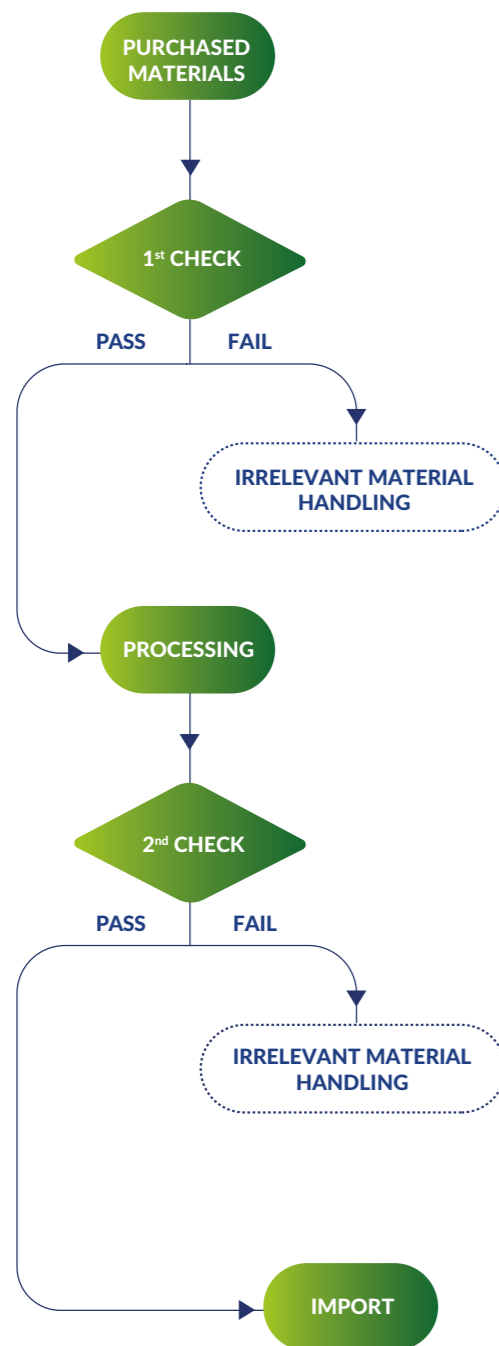 PURCHASED
MATERIALS
1st CHECK
PASS FAIL
IRRELEVANT MATERIAL
HANDLING
PROCESSING
2nd CHECK
PASS FAIL
IRRELEVANT MATERIAL
HANDLING
IMPORT